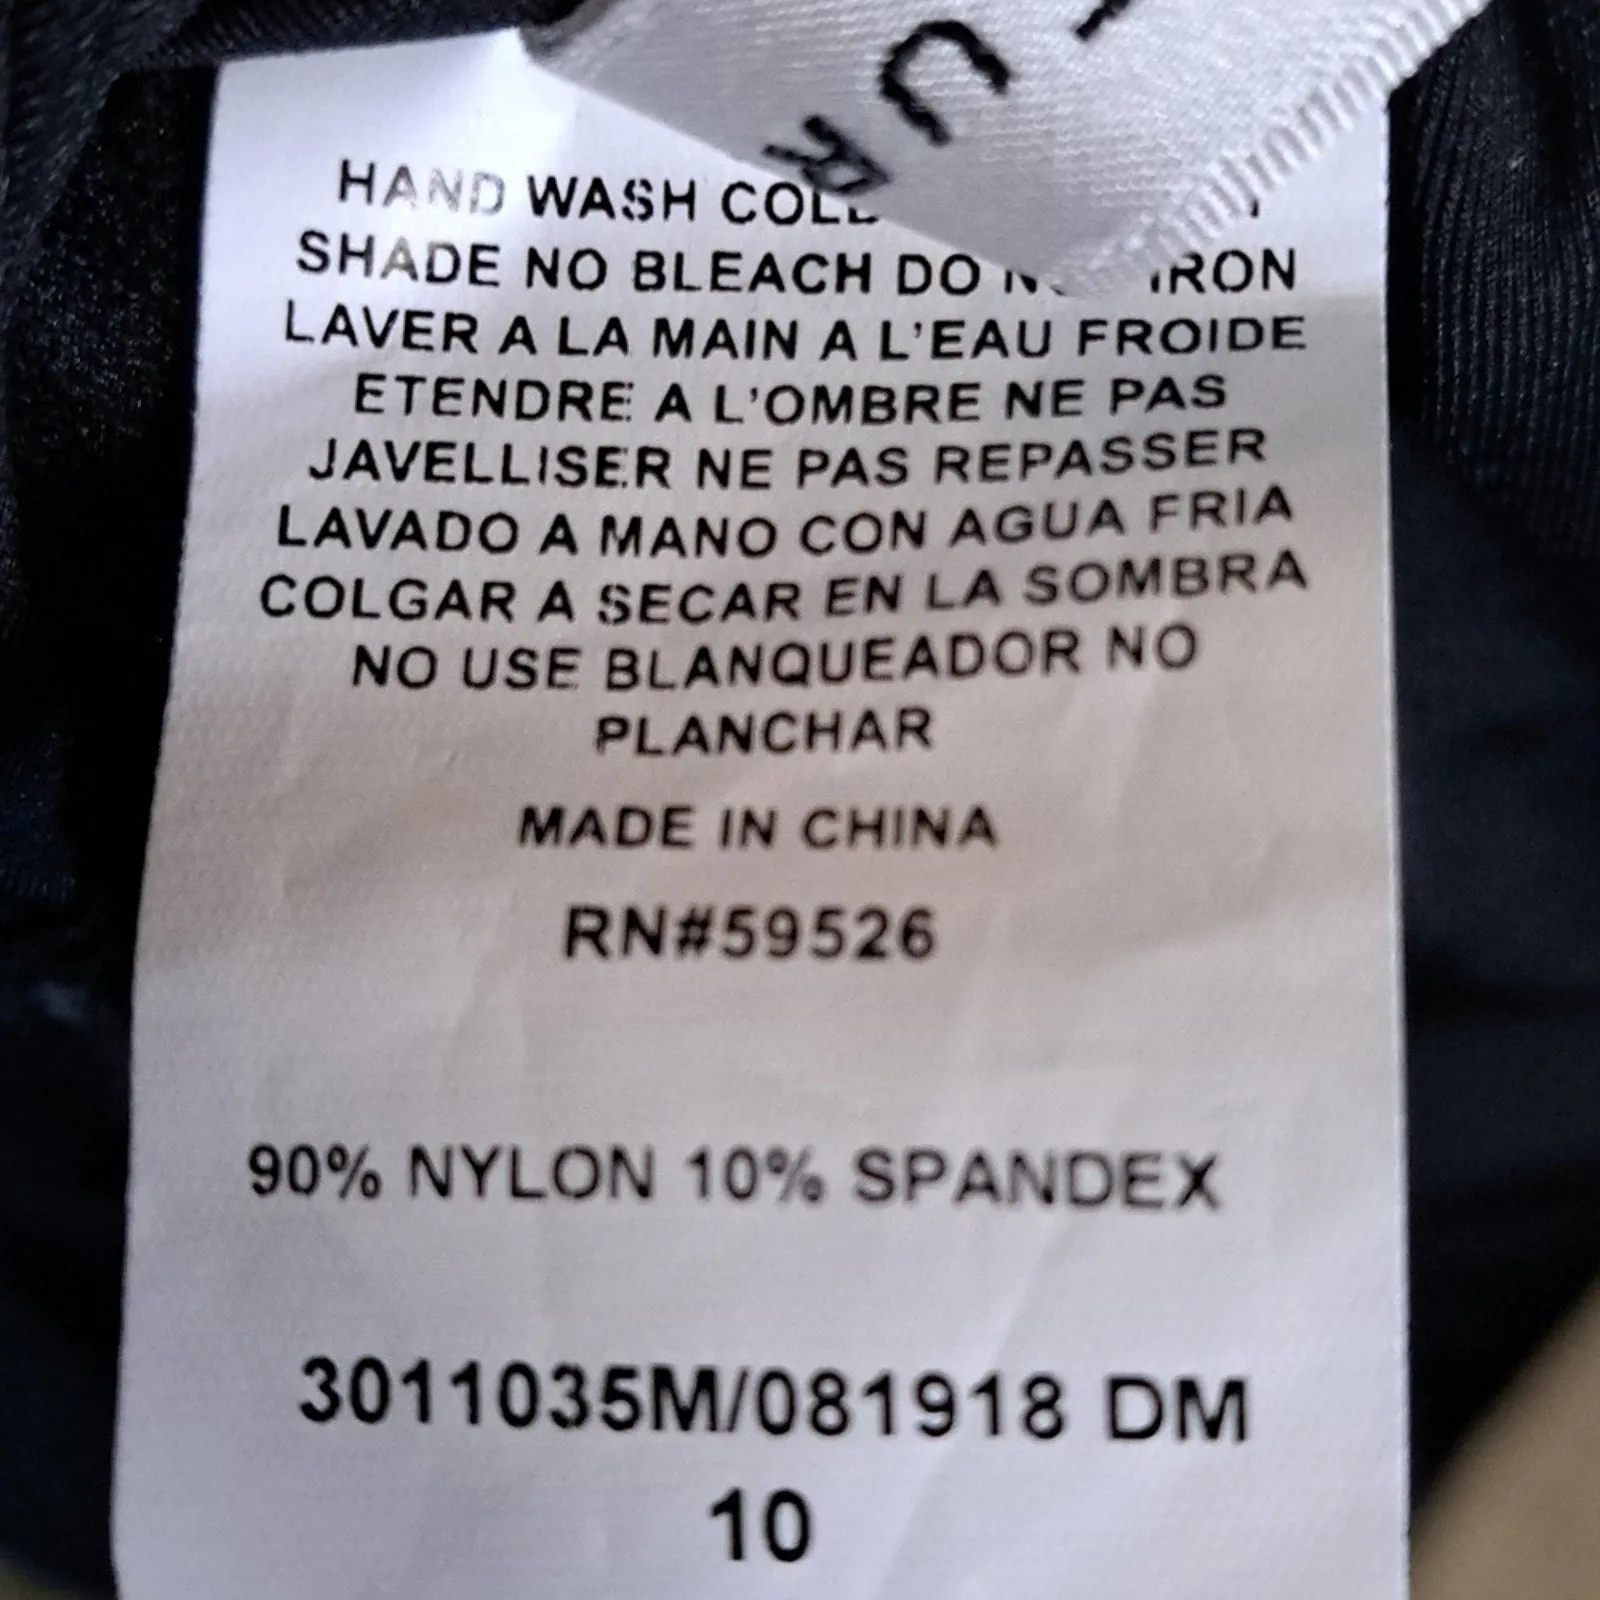 HAND WASH COLD
SHADE NO BLEACH DO IRON
LAVER A LA MAIN A L'EAU FROIDE
ETENDRE A L'OMBRE NE PAS
JAVELLISER NE PAS REPASSER
LAVADO A MANO CON AGUA FRIA
COLGAR A SECAR EN LA SOMBRA
NO USE BLANQUEADOR NO
PLANCHAR
MADE IN CHINA
RN#59526
90% NYLON 10% SPANDEX
3011035M/081918 DM
10